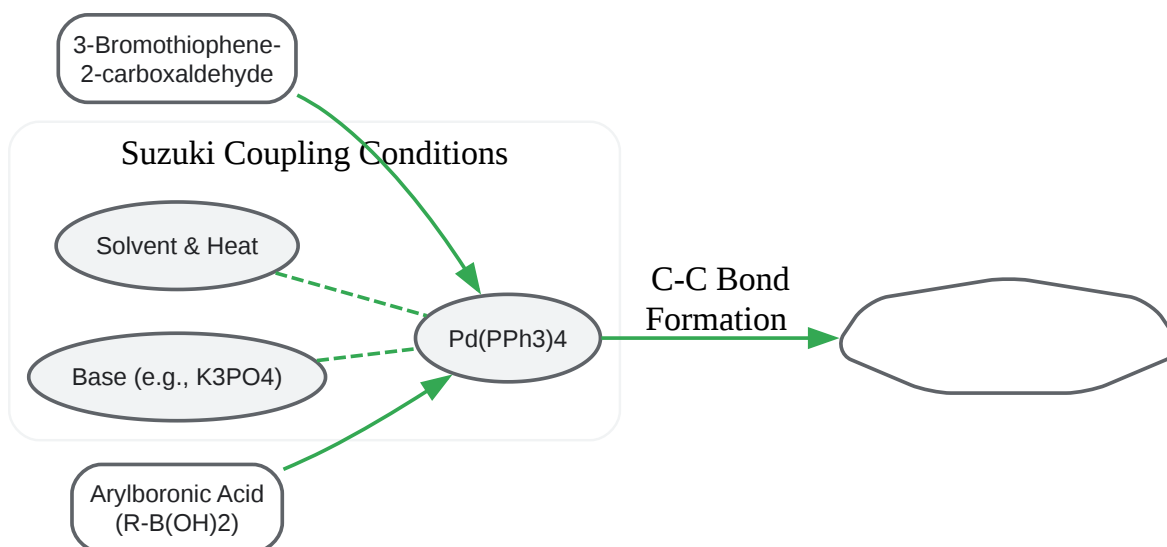 3-Bromothiophene-
2-carboxaldehyde
Suzuki Coupling Conditions
Solvent & Heat
Base (e.g., K3PO4)
Pd(PPh3)4
C-C Bond
Formation
Arylboronic Acid
(R-B(OH)2)